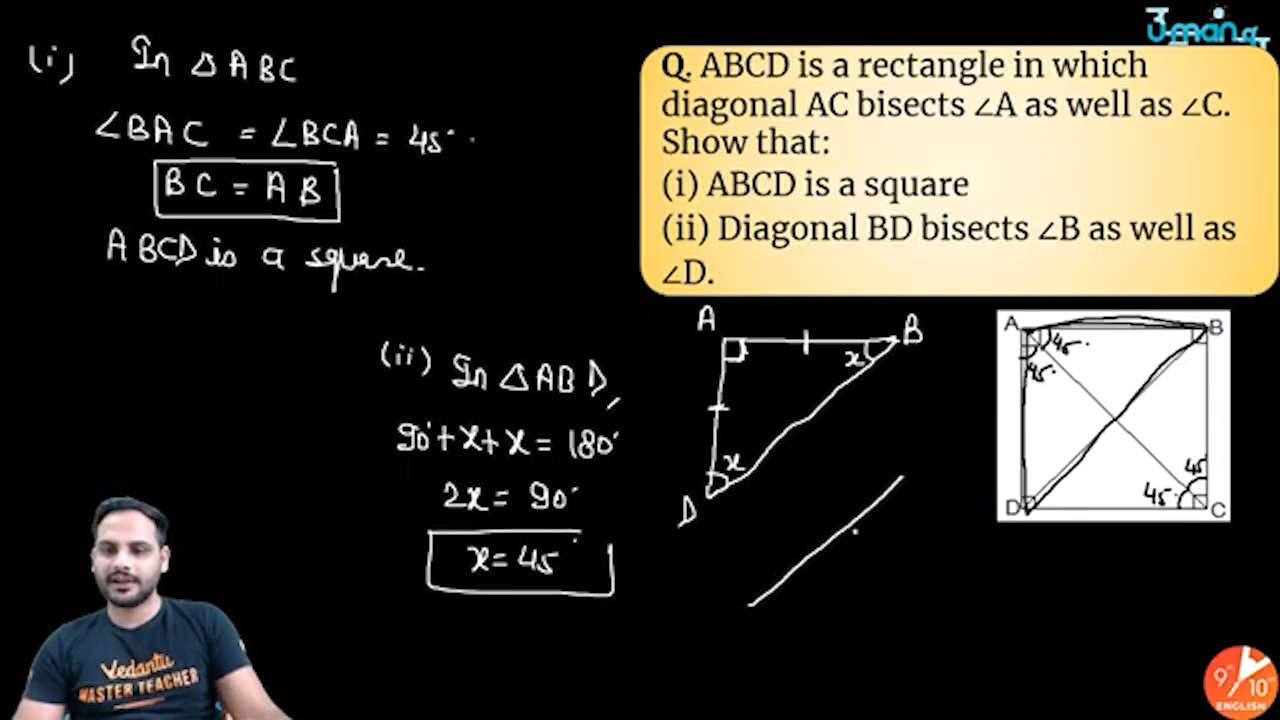 (i) In △ABC
∠BAC = ∠BCA = 45°
BC = AB
ABCD is a square.
Umang
Q. ABCD is a rectangle in which
diagonal AC bisects ∠A as well as ∠C.
Show that:
(i) ABCD is a square
(ii) Diagonal BD bisects ∠B as well as
∠D.
(ii) In △ABD,
90°+x+x=180°
2x = 90°
x=45°
A
B
x
x
D
A
B
45°
45°
45
45°
D
C
Vedantu
MASTER TEACHER
9th
10th
ENGLISH